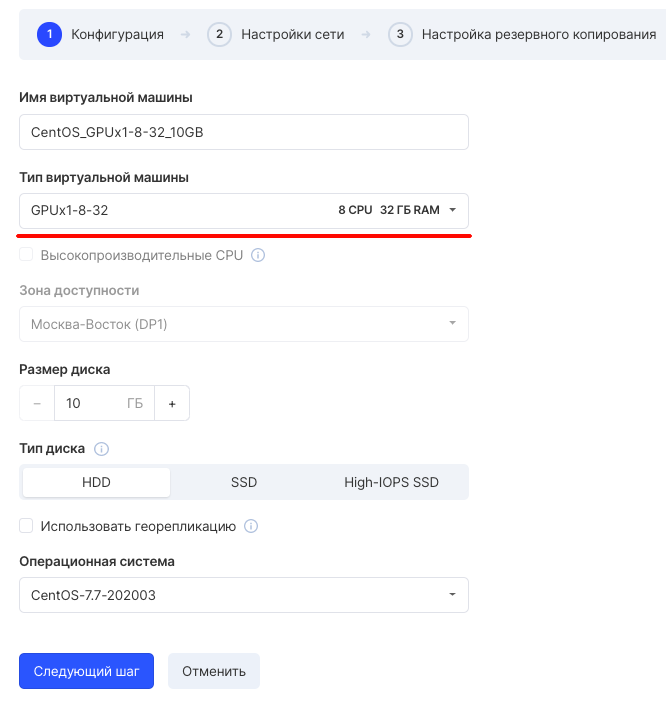 1 Конфигурация → 2 Настройки сети → 3 Настройка резервного копирования
Имя виртуальной машины
CentOS_GPUx1-8-32_10GB
Тип виртуальной машины
GPUx1-8-32 8 CPU 32 ГБ RAM
Высокопроизводительные CPU
Зона доступности
Москва-Восток (DP1)
Размер диска
− 10 ГБ +
Тип диска
HDD SSD High-IOPS SSD
Использовать георепликацию
Операционная система
CentOS-7.7-202003
Следующий шаг Отменить